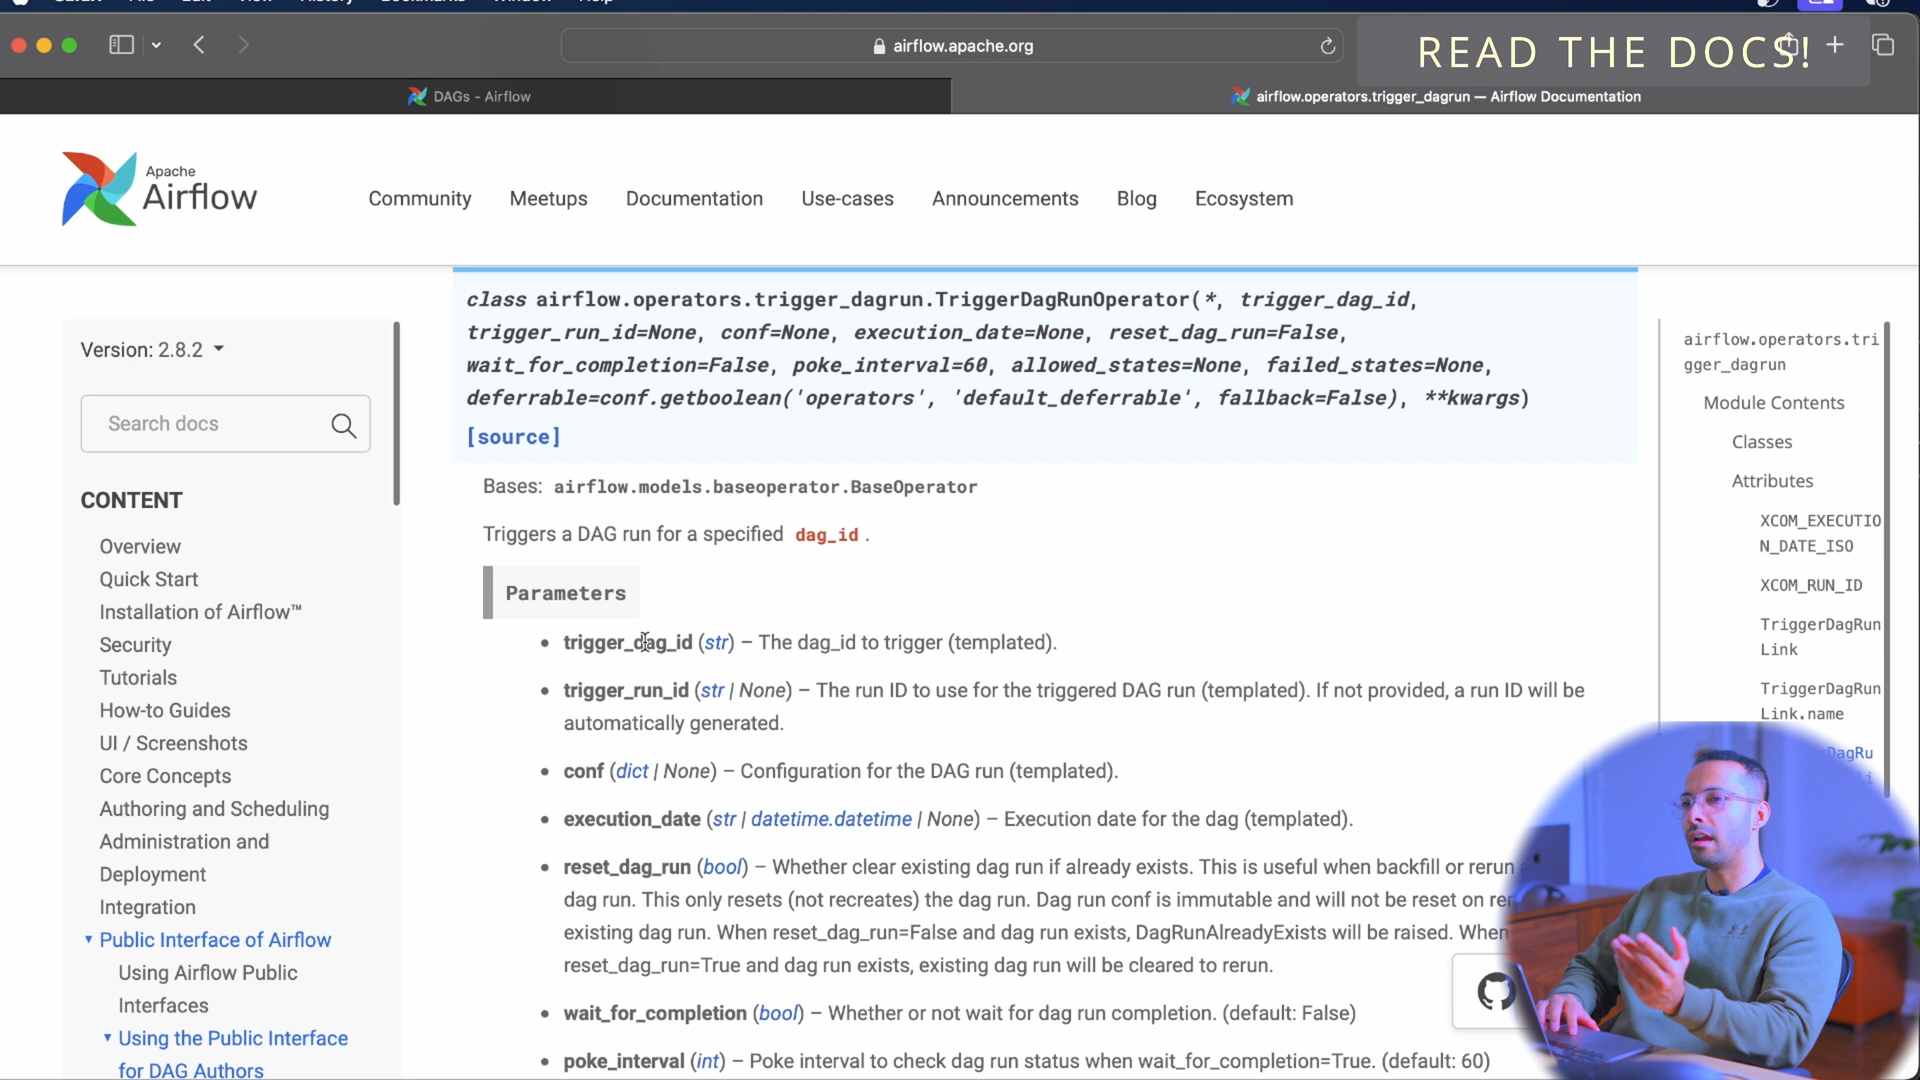 airflow.apache.org
READ THE DOCS!
DAGs - Airflow
airflow.operators.trigger_dagrun — Airflow Documentation
Apache
Airflow
Community
Meetups
Documentation
Use-cases
Announcements
Blog
Ecosystem
Version: 2.8.2
Search docs
CONTENT
Overview
Quick Start
Installation of Airflow™
Security
Tutorials
How-to Guides
UI / Screenshots
Core Concepts
Authoring and Scheduling
Administration and
Deployment
Integration
Public Interface of Airflow
Using Airflow Public
Interfaces
Using the Public Interface
for DAG Authors
class airflow.operators.trigger_dagrun.TriggerDagRunOperator(*, trigger_dag_id,
trigger_run_id=None, conf=None, execution_date=None, reset_dag_run=False,
wait_for_completion=False, poke_interval=60, allowed_states=None, failed_states=None,
deferrable=conf.getboolean('operators', 'default_deferrable', fallback=False), **kwargs)
[source]
Bases: airflow.models.baseoperator.BaseOperator
Triggers a DAG run for a specified dag_id .
Parameters
• trigger_dag_id (str) – The dag_id to trigger (templated).
• trigger_run_id (str | None) – The run ID to use for the triggered DAG run (templated). If not provided, a run ID will be
automatically generated.
• conf (dict | None) – Configuration for the DAG run (templated).
• execution_date (str | datetime.datetime | None) – Execution date for the dag (templated).
• reset_dag_run (bool) – Whether clear existing dag run if already exists. This is useful when backfill or rerun
dag run. This only resets (not recreates) the dag run. Dag run conf is immutable and will not be reset on
existing dag run. When reset_dag_run=False and dag run exists, DagRunAlreadyExists will be raised. When
reset_dag_run=True and dag run exists, existing dag run will be cleared to rerun.
• wait_for_completion (bool) – Whether or not wait for dag run completion. (default: False)
• poke_interval (int) – Poke interval to check dag run status when wait_for_completion=True. (default: 60)
airflow.operators.tri
gger_dagrun
Module Contents
Classes
Attributes
XCOM_EXECUTIO
N_DATE_ISO
XCOM_RUN_ID
TriggerDagRun
Link
TriggerDagRun
Link.name